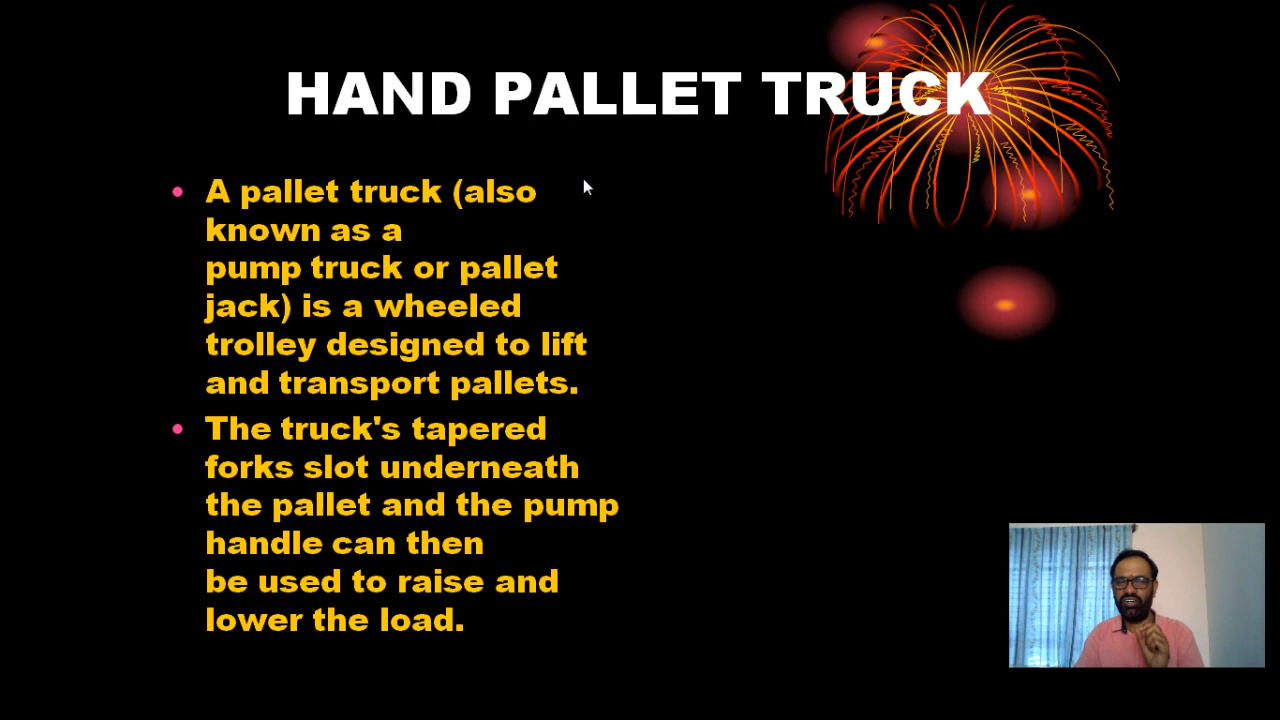 HAND PALLET TRUCK
• A pallet truck (also
known as a
pump truck or pallet
jack) is a wheeled
trolley designed to lift
and transport pallets.
• The truck's tapered
forks slot underneath
the pallet and the pump
handle can then
be used to raise and
lower the load.